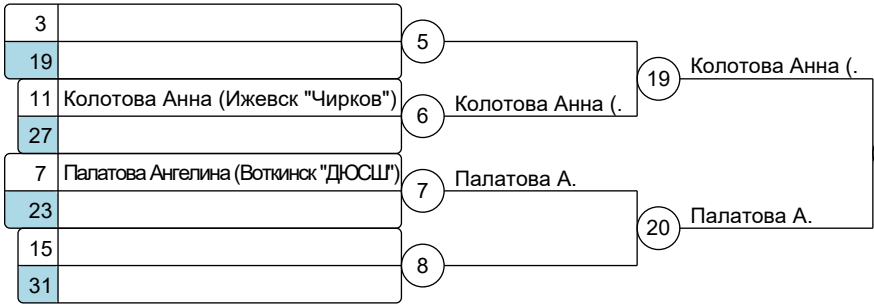 3
5
19
19 Колотова Анна (.
11 Колотова Анна (Ижевск "Чирков")
6 Колотова Анна (.
27
7 Палатова Ангелина (Воткинск "ДЮСШ")
7 Палатова А.
23
20 Палатова А.
15
8
31